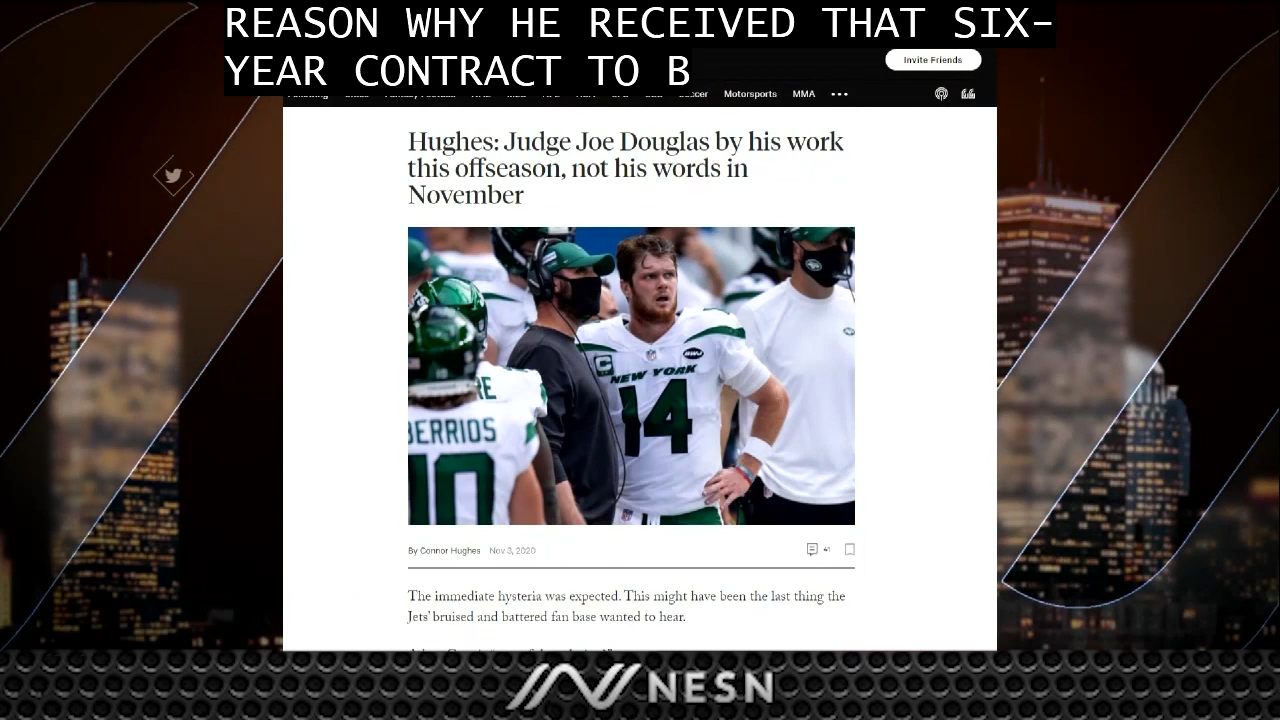 REASON WHY HE RECEIVED THAT SIX-
YEAR CONTRACT TO B
Invite Friends
Soccer Motorsports MMA
Hughes: Judge Joe Douglas by his work
this offseason, not his words in
November
NEW YORK
14
RE
BERRIOS
10
By Connor Hughes Nov 3, 2020
41
The immediate hysteria was expected. This might have been the last thing the
Jets' bruised and battered fan base wanted to hear.
NESN